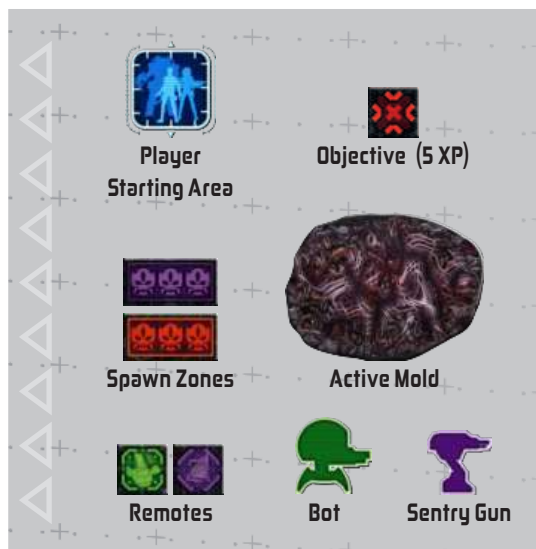 Player
Starting Area
Objective (5 XP)
Spawn Zones
Active Mold
Remotes
Bot
Sentry Gun